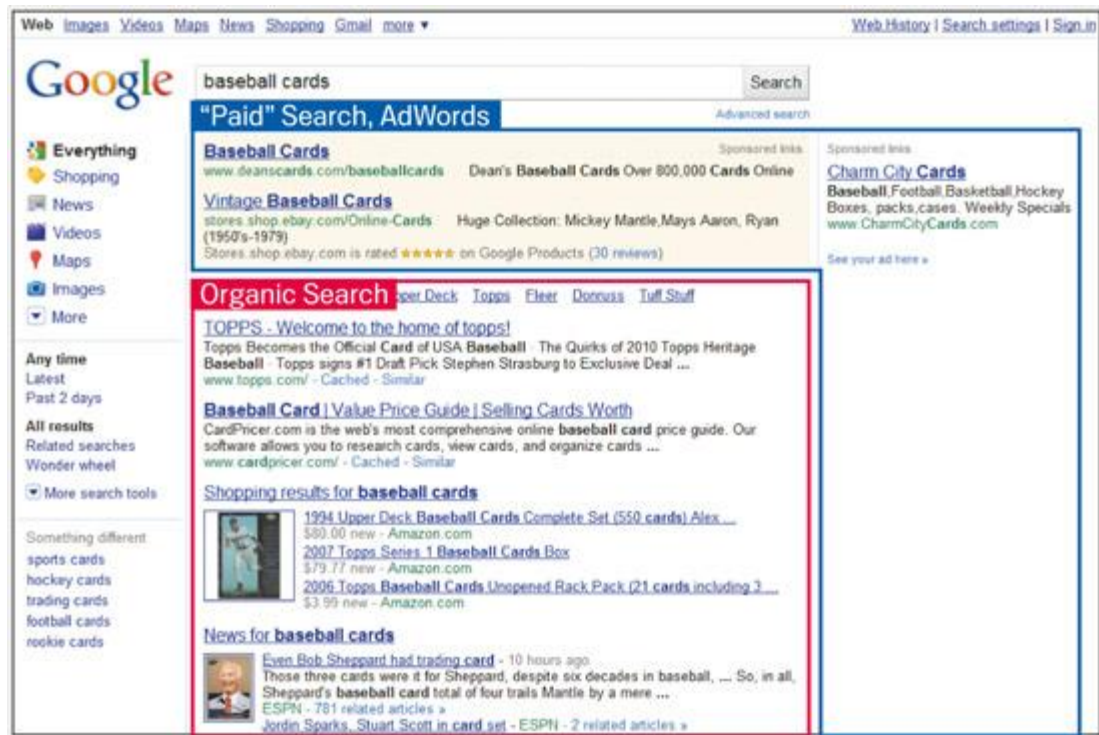 Web Images Videos Maps News Shopping Gmail more ▼
Web History | Search settings | Sign in
Google
baseball cards
Search
Advanced search
"Paid" Search, AdWords
Everything
Shopping
News
Videos
Maps
Images
More
Any time
Latest
Past 2 days
All results
Related searches
Wonder wheel
More search tools
Something different
sports cards
hockey cards
trading cards
football cards
rookie cards
Baseball Cards
Sponsored links
www.deanscards.com/baseballcards Dean's Baseball Cards Over 800,000 Cards Online
Vintage Baseball Cards
stores.shop.ebay.com/Online-Cards Huge Collection: Mickey Mantle,Mays Aaron, Ryan
(1950's-1979)
Stores.shop.ebay.com is rated ★★★★★ on Google Products (30 reviews)
Sponsored links
Charm City Cards
Baseball,Football,Basketball,Hockey
Boxes, packs,cases. Weekly Specials
www.CharmCityCards.com
See your ad here »
Organic Search
Deck Topps Fleer Donruss Tuff Stuff
TOPPS - Welcome to the home of topps!
Topps Becomes the Official Card of USA Baseball · The Quirks of 2010 Topps Heritage
Baseball · Topps signs #1 Draft Pick Stephen Strasburg to Exclusive Deal ...
www.topps.com/ - Cached - Similar
Baseball Card | Value Price Guide | Selling Cards Worth
CardPricer.com is the web's most comprehensive online baseball card price guide. Our
software allows you to research cards, view cards, and organize cards ...
www.cardpricer.com/ - Cached - Similar
Shopping results for baseball cards
1994 Upper Deck Baseball Cards Complete Set (550 cards) Alex ...
$80.00 new - Amazon.com
2007 Topps Series 1 Baseball Cards Box
$79.77 new - Amazon.com
2006 Topps Baseball Cards Unopened Rack Pack (21 cards including 3 ...
$3.99 new - Amazon.com
News for baseball cards
Even Bob Sheppard had trading card - 10 hours ago
Those three cards were it for Sheppard, despite six decades in baseball, ... So, in all,
Sheppard's baseball card total of four trails Mantle by a mere ...
ESPN - 781 related articles »
Jordin Sparks, Stuart Scott in card set - ESPN - 2 related articles »